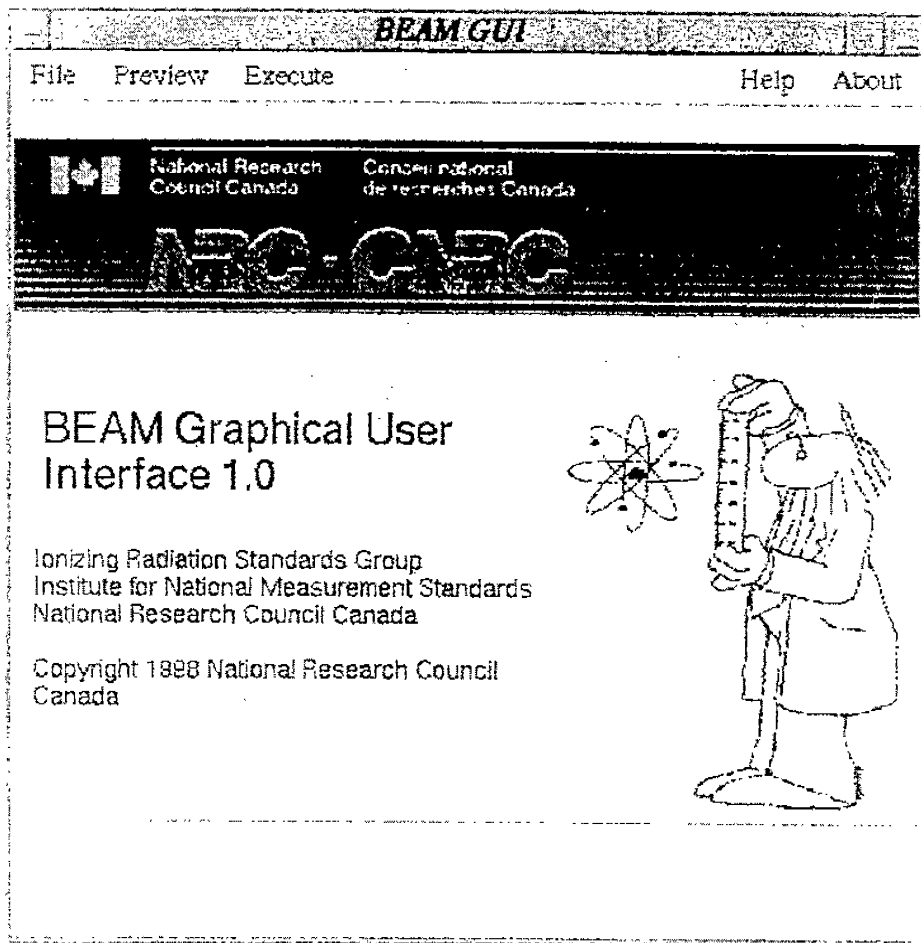 BEAM GUI
File Preview Execute Help About
National Research
Council Canada
Conseil national
de recherches Canada
NRC - CNRC
BEAM Graphical User
Interface 1.0
Ionizing Radiation Standards Group
Institute for National Measurement Standards
National Research Council Canada
Copyright 1998 National Research Council
Canada